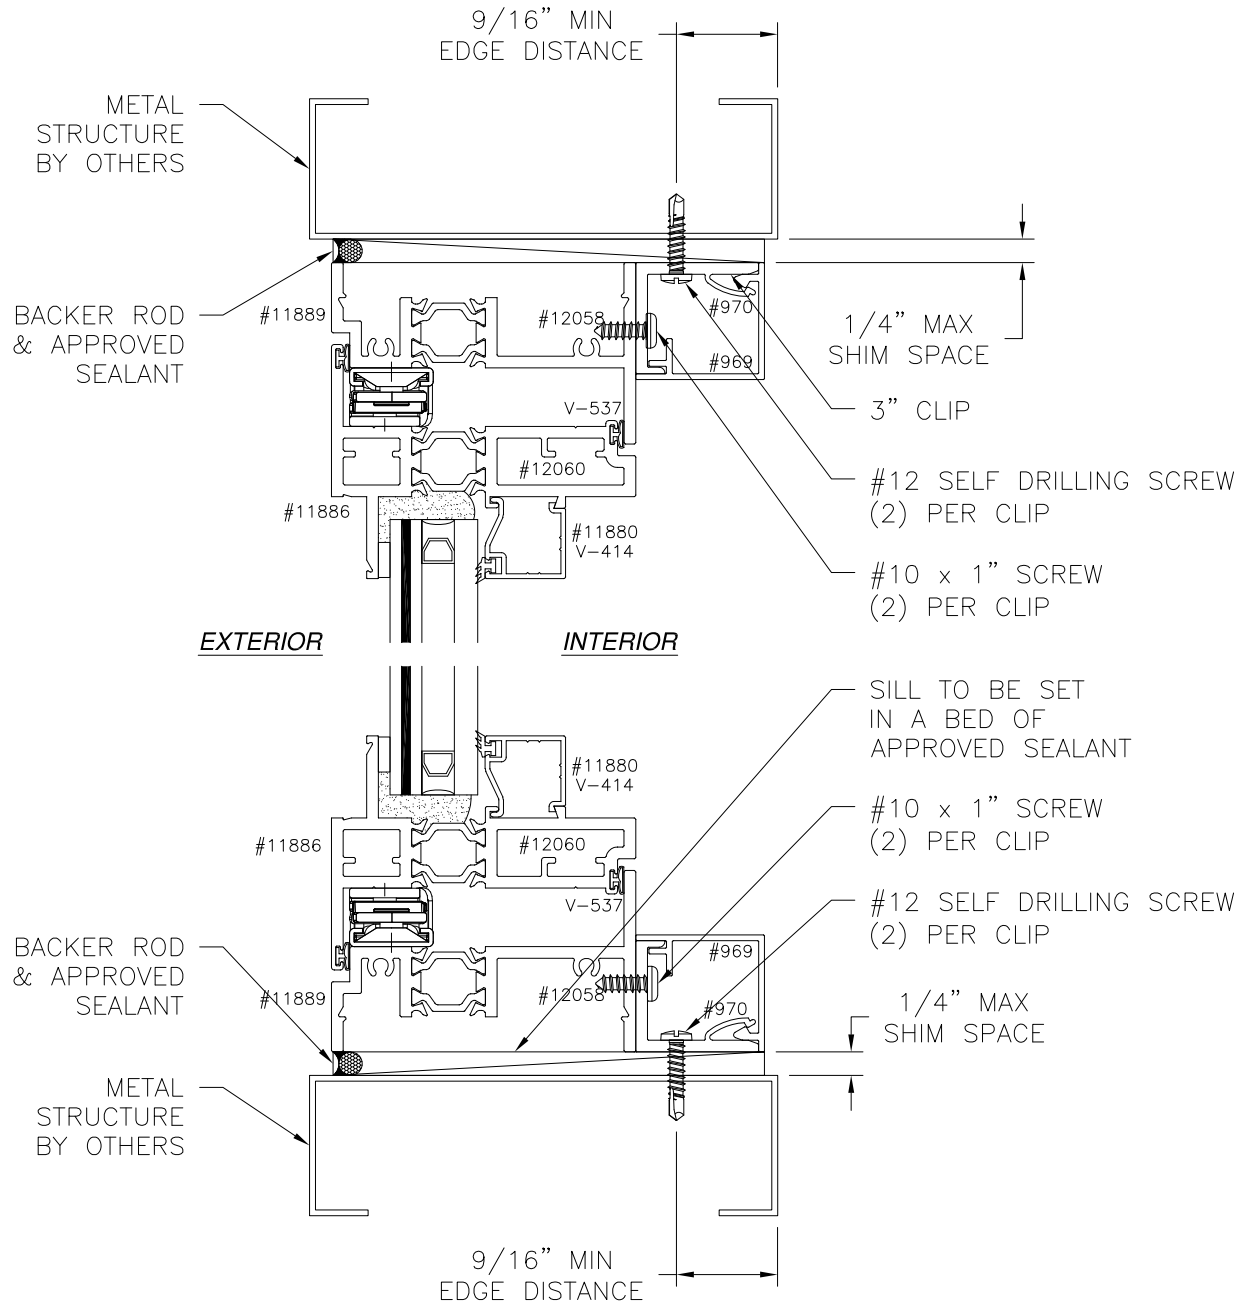 9/16” MIN
EDGE DISTANCE
METAL
STRUCTURE
BY OTHERS
BACKER ROD
& APPROVED
SEALANT
#11889
#12058
#970
#969
1/4” MAX
SHIM SPACE
3” CLIP
V-537
#12060
#12 SELF DRILLING SCREW
(2) PER CLIP
#11886
#11880
V-414
#10 x 1” SCREW
(2) PER CLIP
EXTERIOR
INTERIOR
SILL TO BE SET
IN A BED OF
APPROVED SEALANT
#11880
V-414
#10 x 1” SCREW
(2) PER CLIP
#11886
#12060
V-537
#12 SELF DRILLING SCREW
(2) PER CLIP
BACKER ROD
& APPROVED
SEALANT
#969
#11889
#12058
#970
1/4” MAX
SHIM SPACE
METAL
STRUCTURE
BY OTHERS
9/16” MIN
EDGE DISTANCE